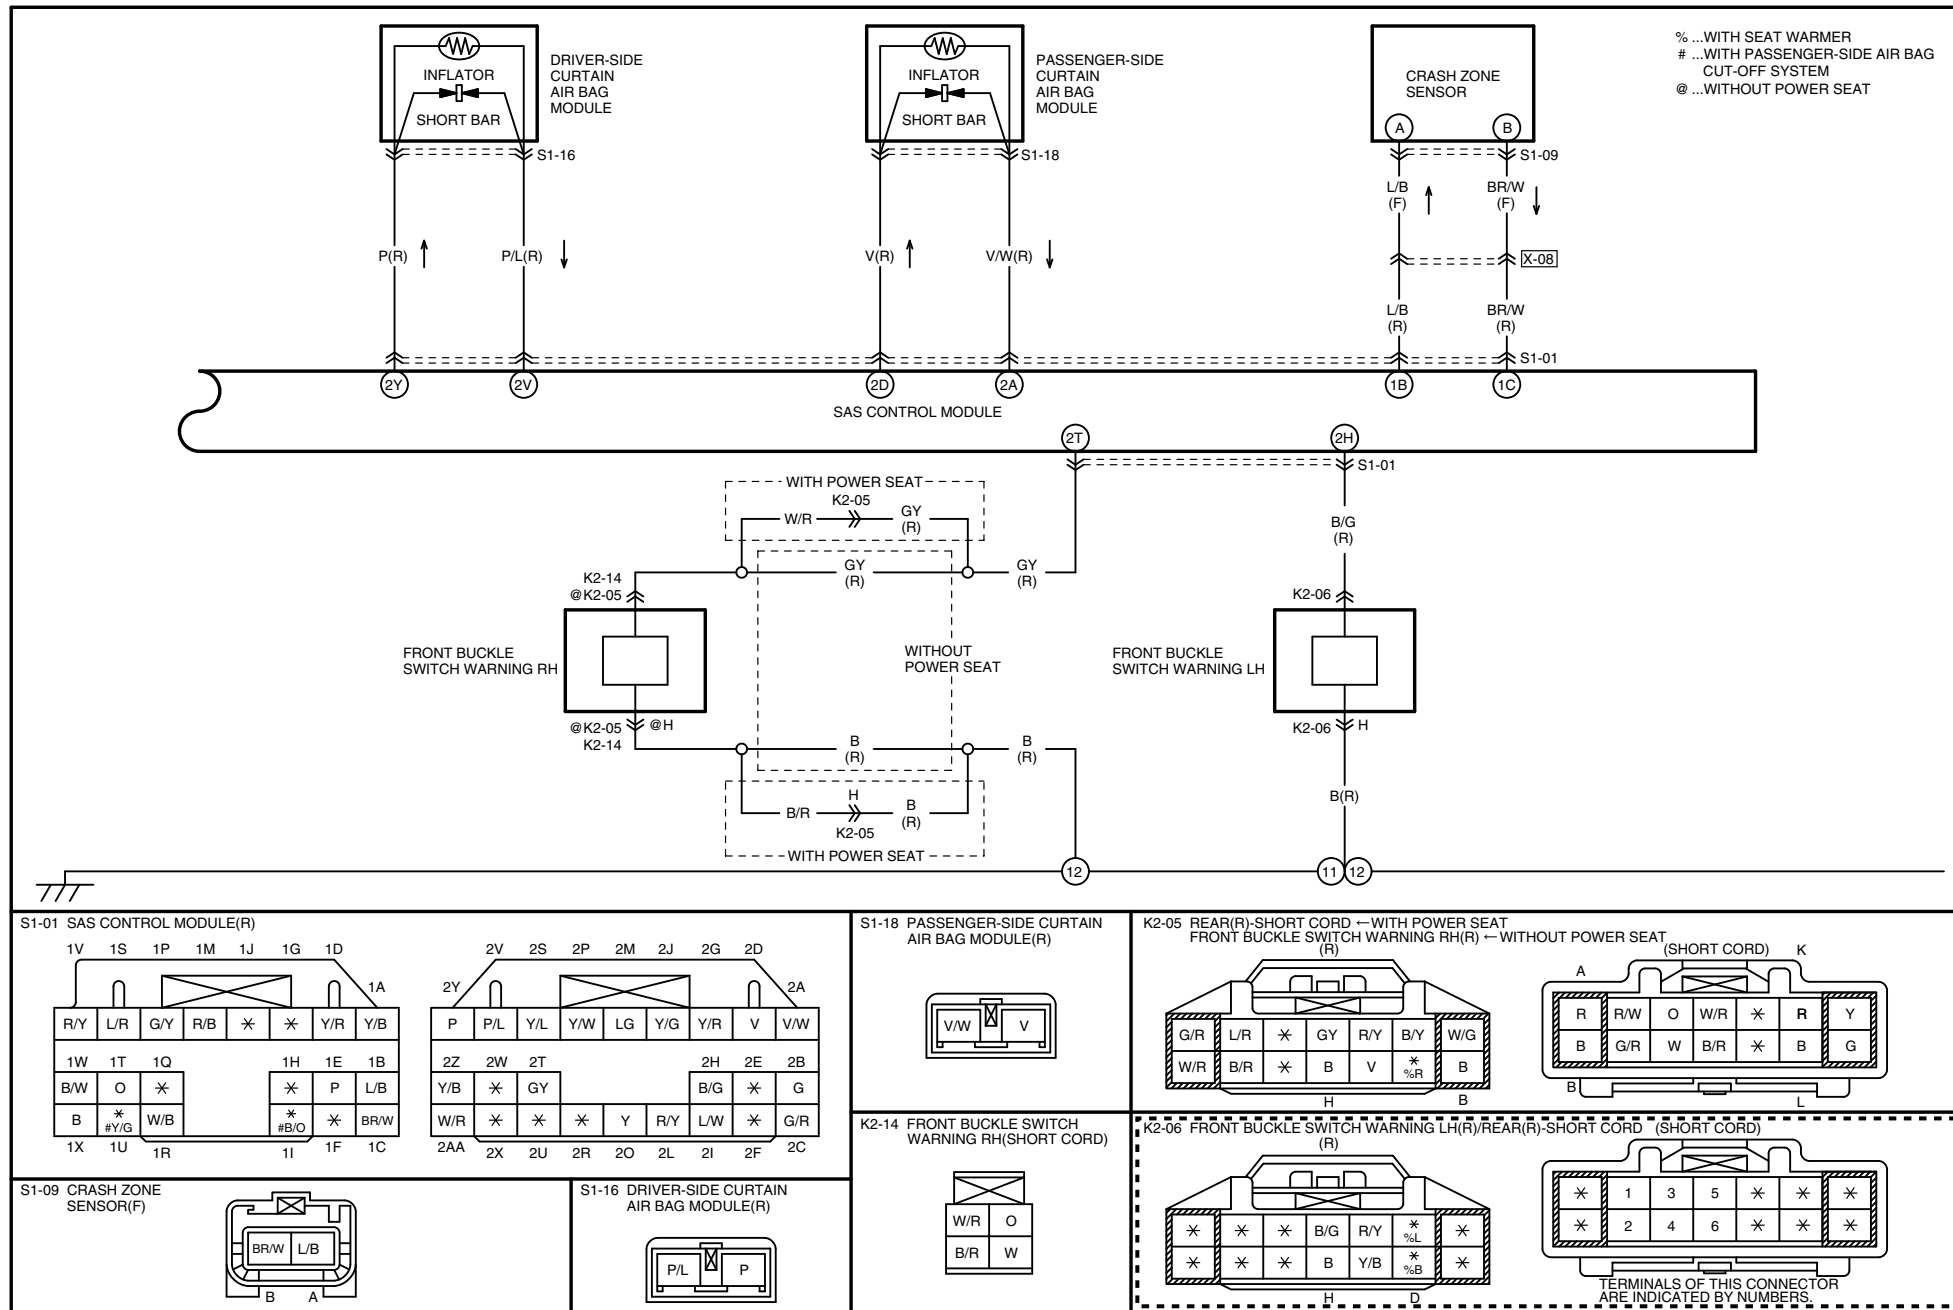 DRIVER-SIDE
CURTAIN
AIR BAG
MODULE
INFLATOR
SHORT BAR
S1-16
PASSENGER-SIDE
CURTAIN
AIR BAG
MODULE
INFLATOR
SHORT BAR
S1-18
CRASH ZONE
SENSOR
A B
S1-09
% ...WITH SEAT WARMER
# ...WITH PASSENGER-SIDE AIR BAG
CUT-OFF SYSTEM
@ ...WITHOUT POWER SEAT
L/B
(F)
BR/W
(F)
P(R) P/L(R) V(R) V/W(R)
X-08
L/B
(R)
BR/W
(R)
S1-01
2Y 2V 2D 2A 1B 1C
SAS CONTROL MODULE
2T 2H
S1-01
WITH POWER SEAT
K2-05
W/R
GY
(R)
B/G
(R)
GY
(R)
GY
(R)
K2-14
@K2-05
K2-06
FRONT BUCKLE
SWITCH WARNING RH
WITHOUT
POWER SEAT
FRONT BUCKLE
SWITCH WARNING LH
@K2-05 @H
K2-14
K2-06 H
B
(R)
B
(R)
B/R
H
K2-05
B
(R)
B(R)
WITH POWER SEAT
12 11 12
S1-01 SAS CONTROL MODULE(R)
1V 1S 1P 1M 1J 1G 1D
1A
R/Y L/R G/Y R/B * * Y/R Y/B
1W 1T 1Q 1H 1E 1B
B/W O * * P L/B
B * #Y/G W/B * #B/O * BR/W
1X 1U 1R 1I 1F 1C
2V 2S 2P 2M 2J 2G 2D
2Y 2A
P P/L Y/L Y/W LG Y/G Y/R V V/W
2Z 2W 2T 2H 2E 2B
Y/B * GY B/G * G
W/R * * * Y R/Y L/W * G/R
2AA 2X 2U 2R 2O 2L 2I 2F 2C
S1-09 CRASH ZONE
SENSOR(F)
BR/W L/B
B A
S1-16 DRIVER-SIDE CURTAIN
AIR BAG MODULE(R)
P/L P
S1-18 PASSENGER-SIDE CURTAIN
AIR BAG MODULE(R)
V/W V
K2-14 FRONT BUCKLE SWITCH
WARNING RH(SHORT CORD)
W/R O
B/R W
K2-05 REAR(R)-SHORT CORD ←WITH POWER SEAT
FRONT BUCKLE SWITCH WARNING RH(R) ←WITHOUT POWER SEAT
(R)
G/R L/R * GY R/Y B/Y W/G
W/R B/R * B V * %R B
H B
(SHORT CORD) K
A
R R/W O W/R * R Y
B G/R W B/R * B G
B L
K2-06 FRONT BUCKLE SWITCH WARNING LH(R)/REAR(R)-SHORT CORD (SHORT CORD)
(R)
* * * B/G R/Y * %L *
* * * B Y/B * %B *
H D
* 1 3 5 * * *
* 2 4 6 * * *
TERMINALS OF THIS CONNECTOR
ARE INDICATED BY NUMBERS.